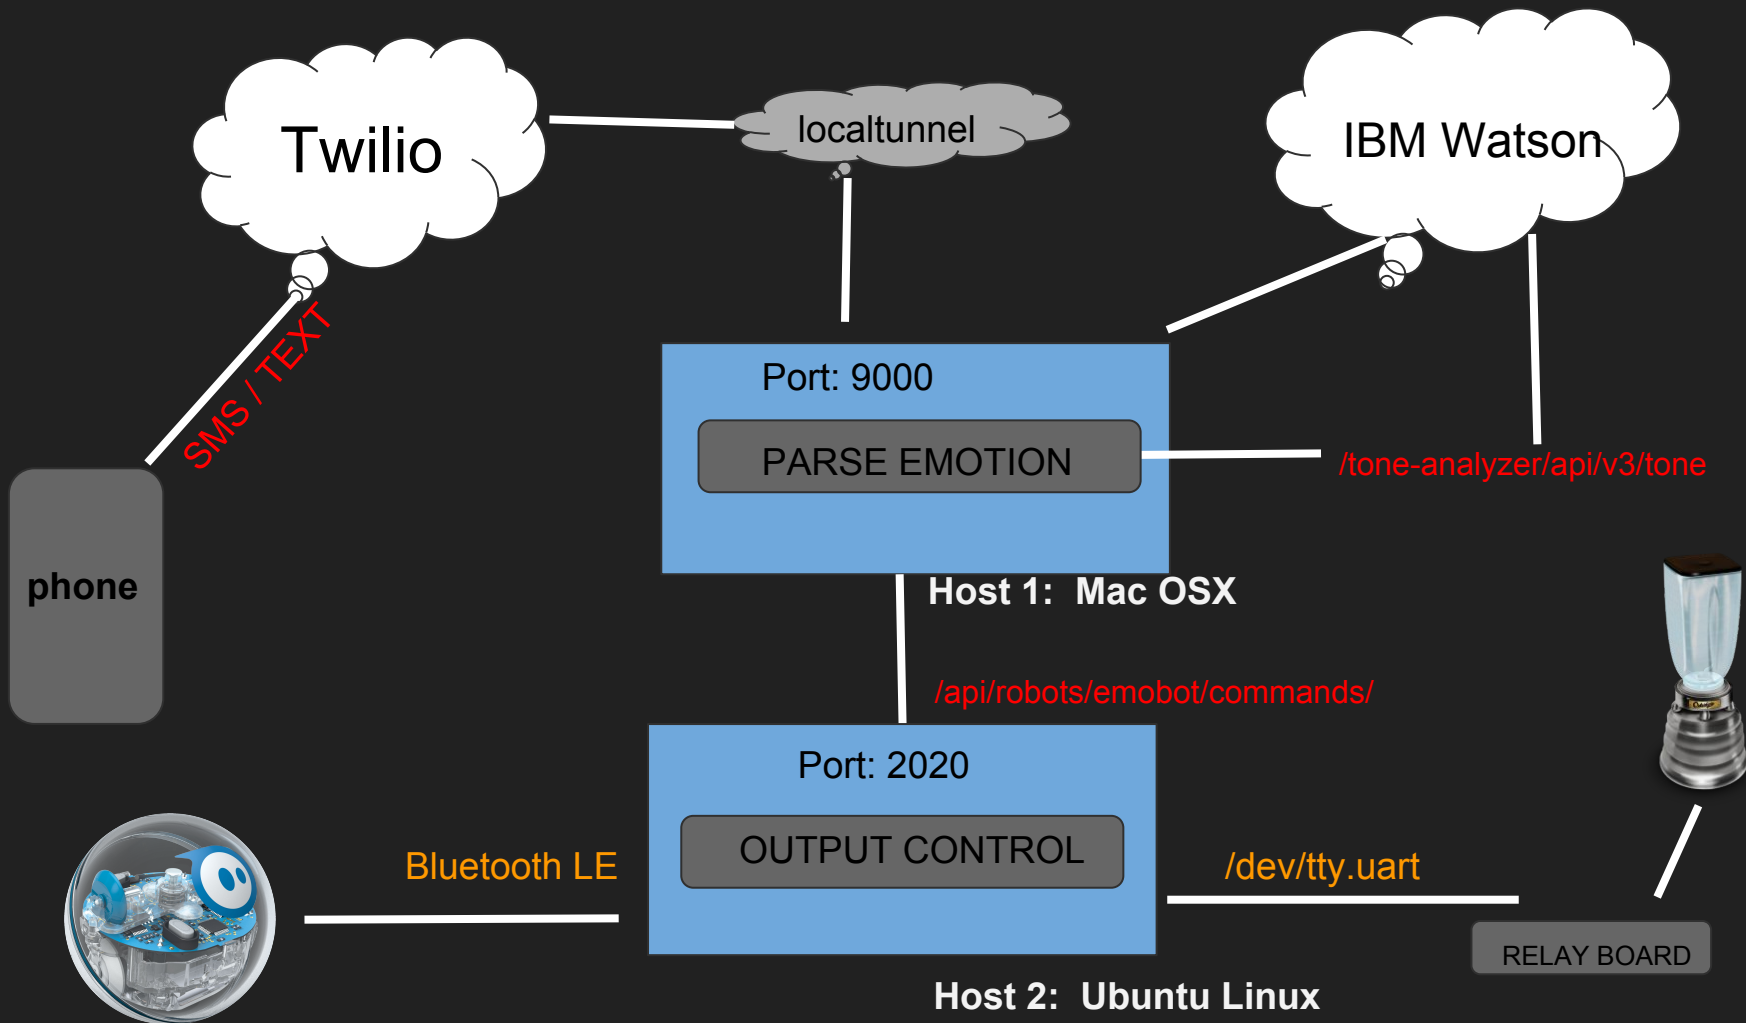 Twilio
localtunnel
IBM Watson
SMS / TEXT
Port: 9000
PARSE EMOTION
/tone-analyzer/api/v3/tone
phone
Host 1: Mac OSX
/api/robots/emobot/commands/
Port: 2020
OUTPUT CONTROL
Bluetooth LE
/dev/tty.uart
RELAY BOARD
Host 2: Ubuntu Linux